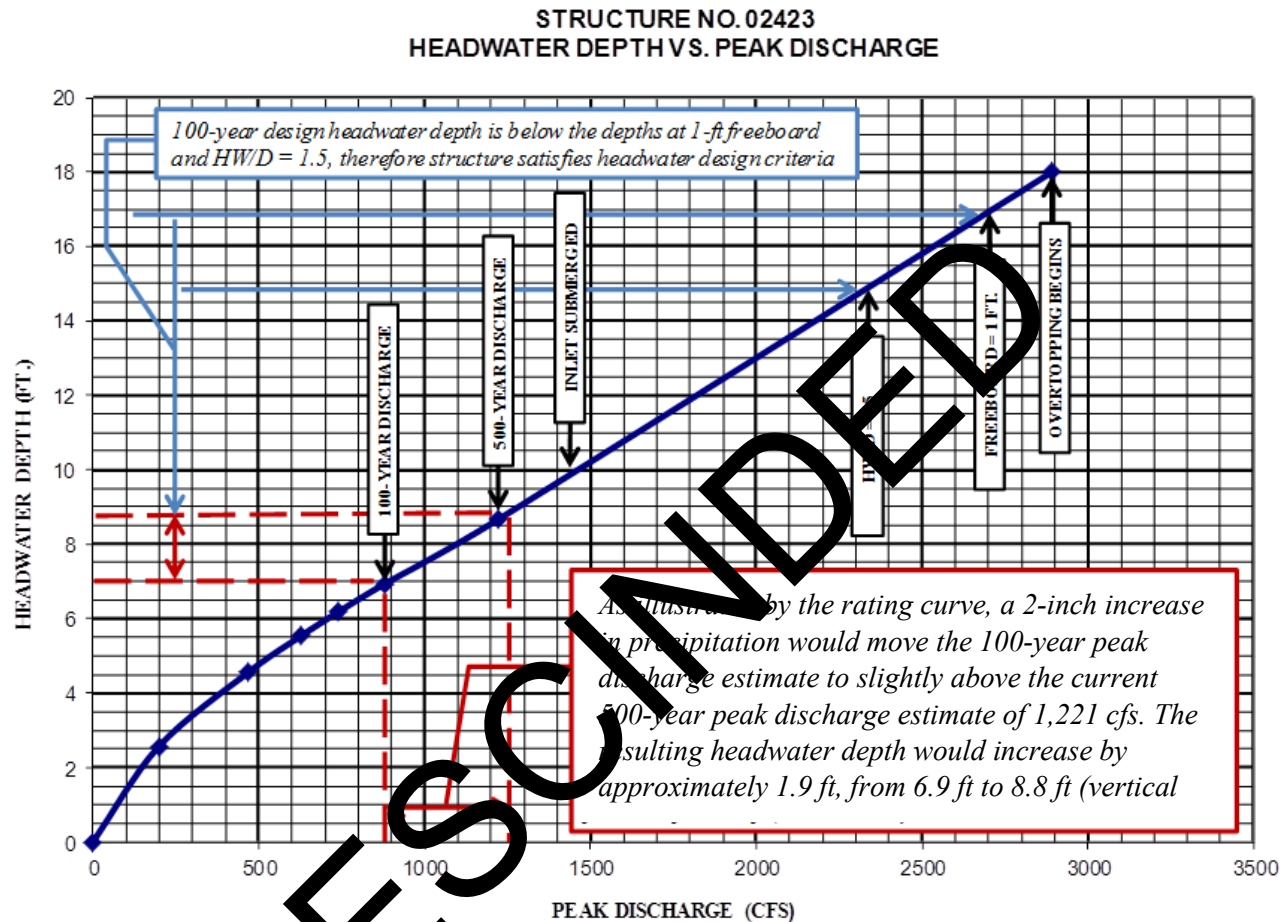 STRUCTURE NO. 02423
HEADWATER DEPTH VS. PEAK DISCHARGE
20
18
16
14
12
10
8
6
4
2
0
HEADWATER DEPTH (FT.)
100-year design headwater depth is below the depths at 1-ft freeboard
and HW/D = 1.5, therefore structure satisfies headwater design criteria
100-YEAR DISCHARGE
500-YEAR DISCHARGE
INLET SUBMERGED
FREEBOARD = 1 FT.
OVERTOPPING BEGINS
by the rating curve, a 2-inch increase
in precipitation would move the 100-year peak
discharge estimate to slightly above the current
500-year peak discharge estimate of 1,221 cfs. The
resulting headwater depth would increase by
approximately 1.9 ft, from 6.9 ft to 8.8 ft (vertical
0
500
1000
1500
2000
2500
3000
3500
PEAK DISCHARGE (CFS)
ESCINDED